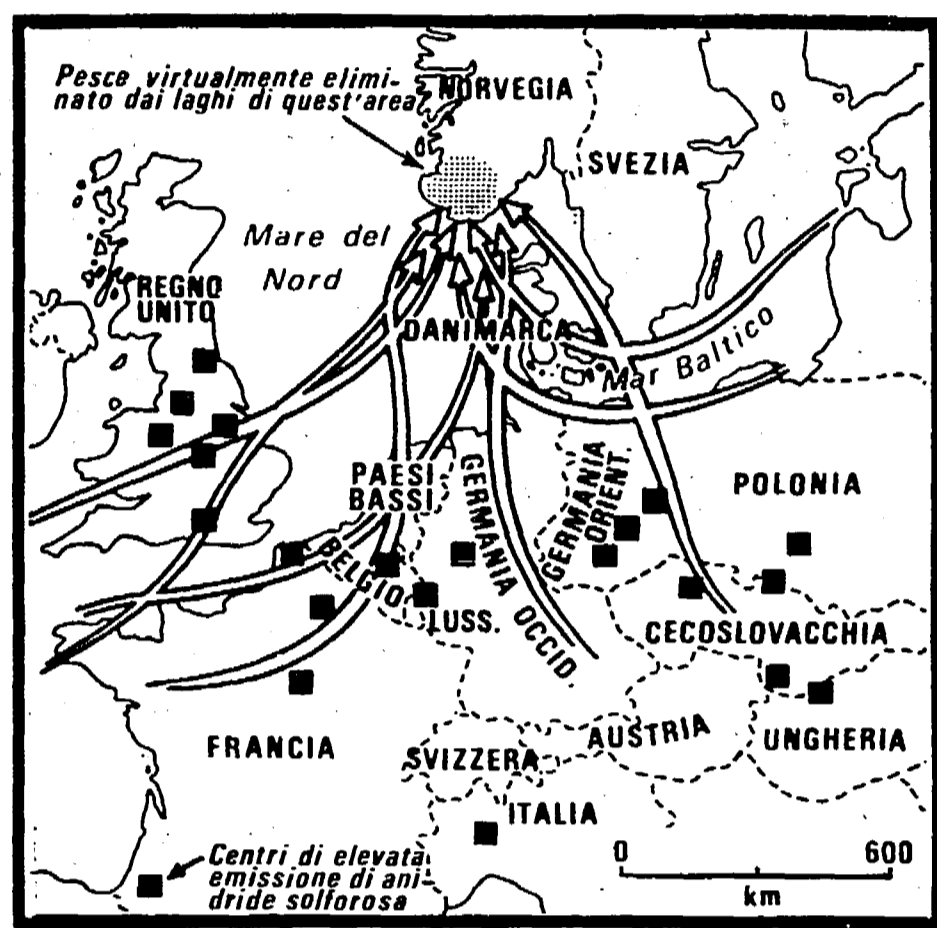 Pesce virtualmente elimi-
nato dai laghi di quest'area
NORVEGIA
SVEZIA
Mare del
Nord
REGNO
UNITO
DANIMARCA
Mar Baltico
PAESI
BASSI
GERMANIA OCCID.
GERMANIA
ORIENT.
POLONIA
BELGIO
LUSS.
CECOSLOVACCHIA
FRANCIA
SVIZZERA
AUSTRIA
UNGHERIA
ITALIA
Centri di elevata
emissione di ani-
dride solforosa
0 600
km